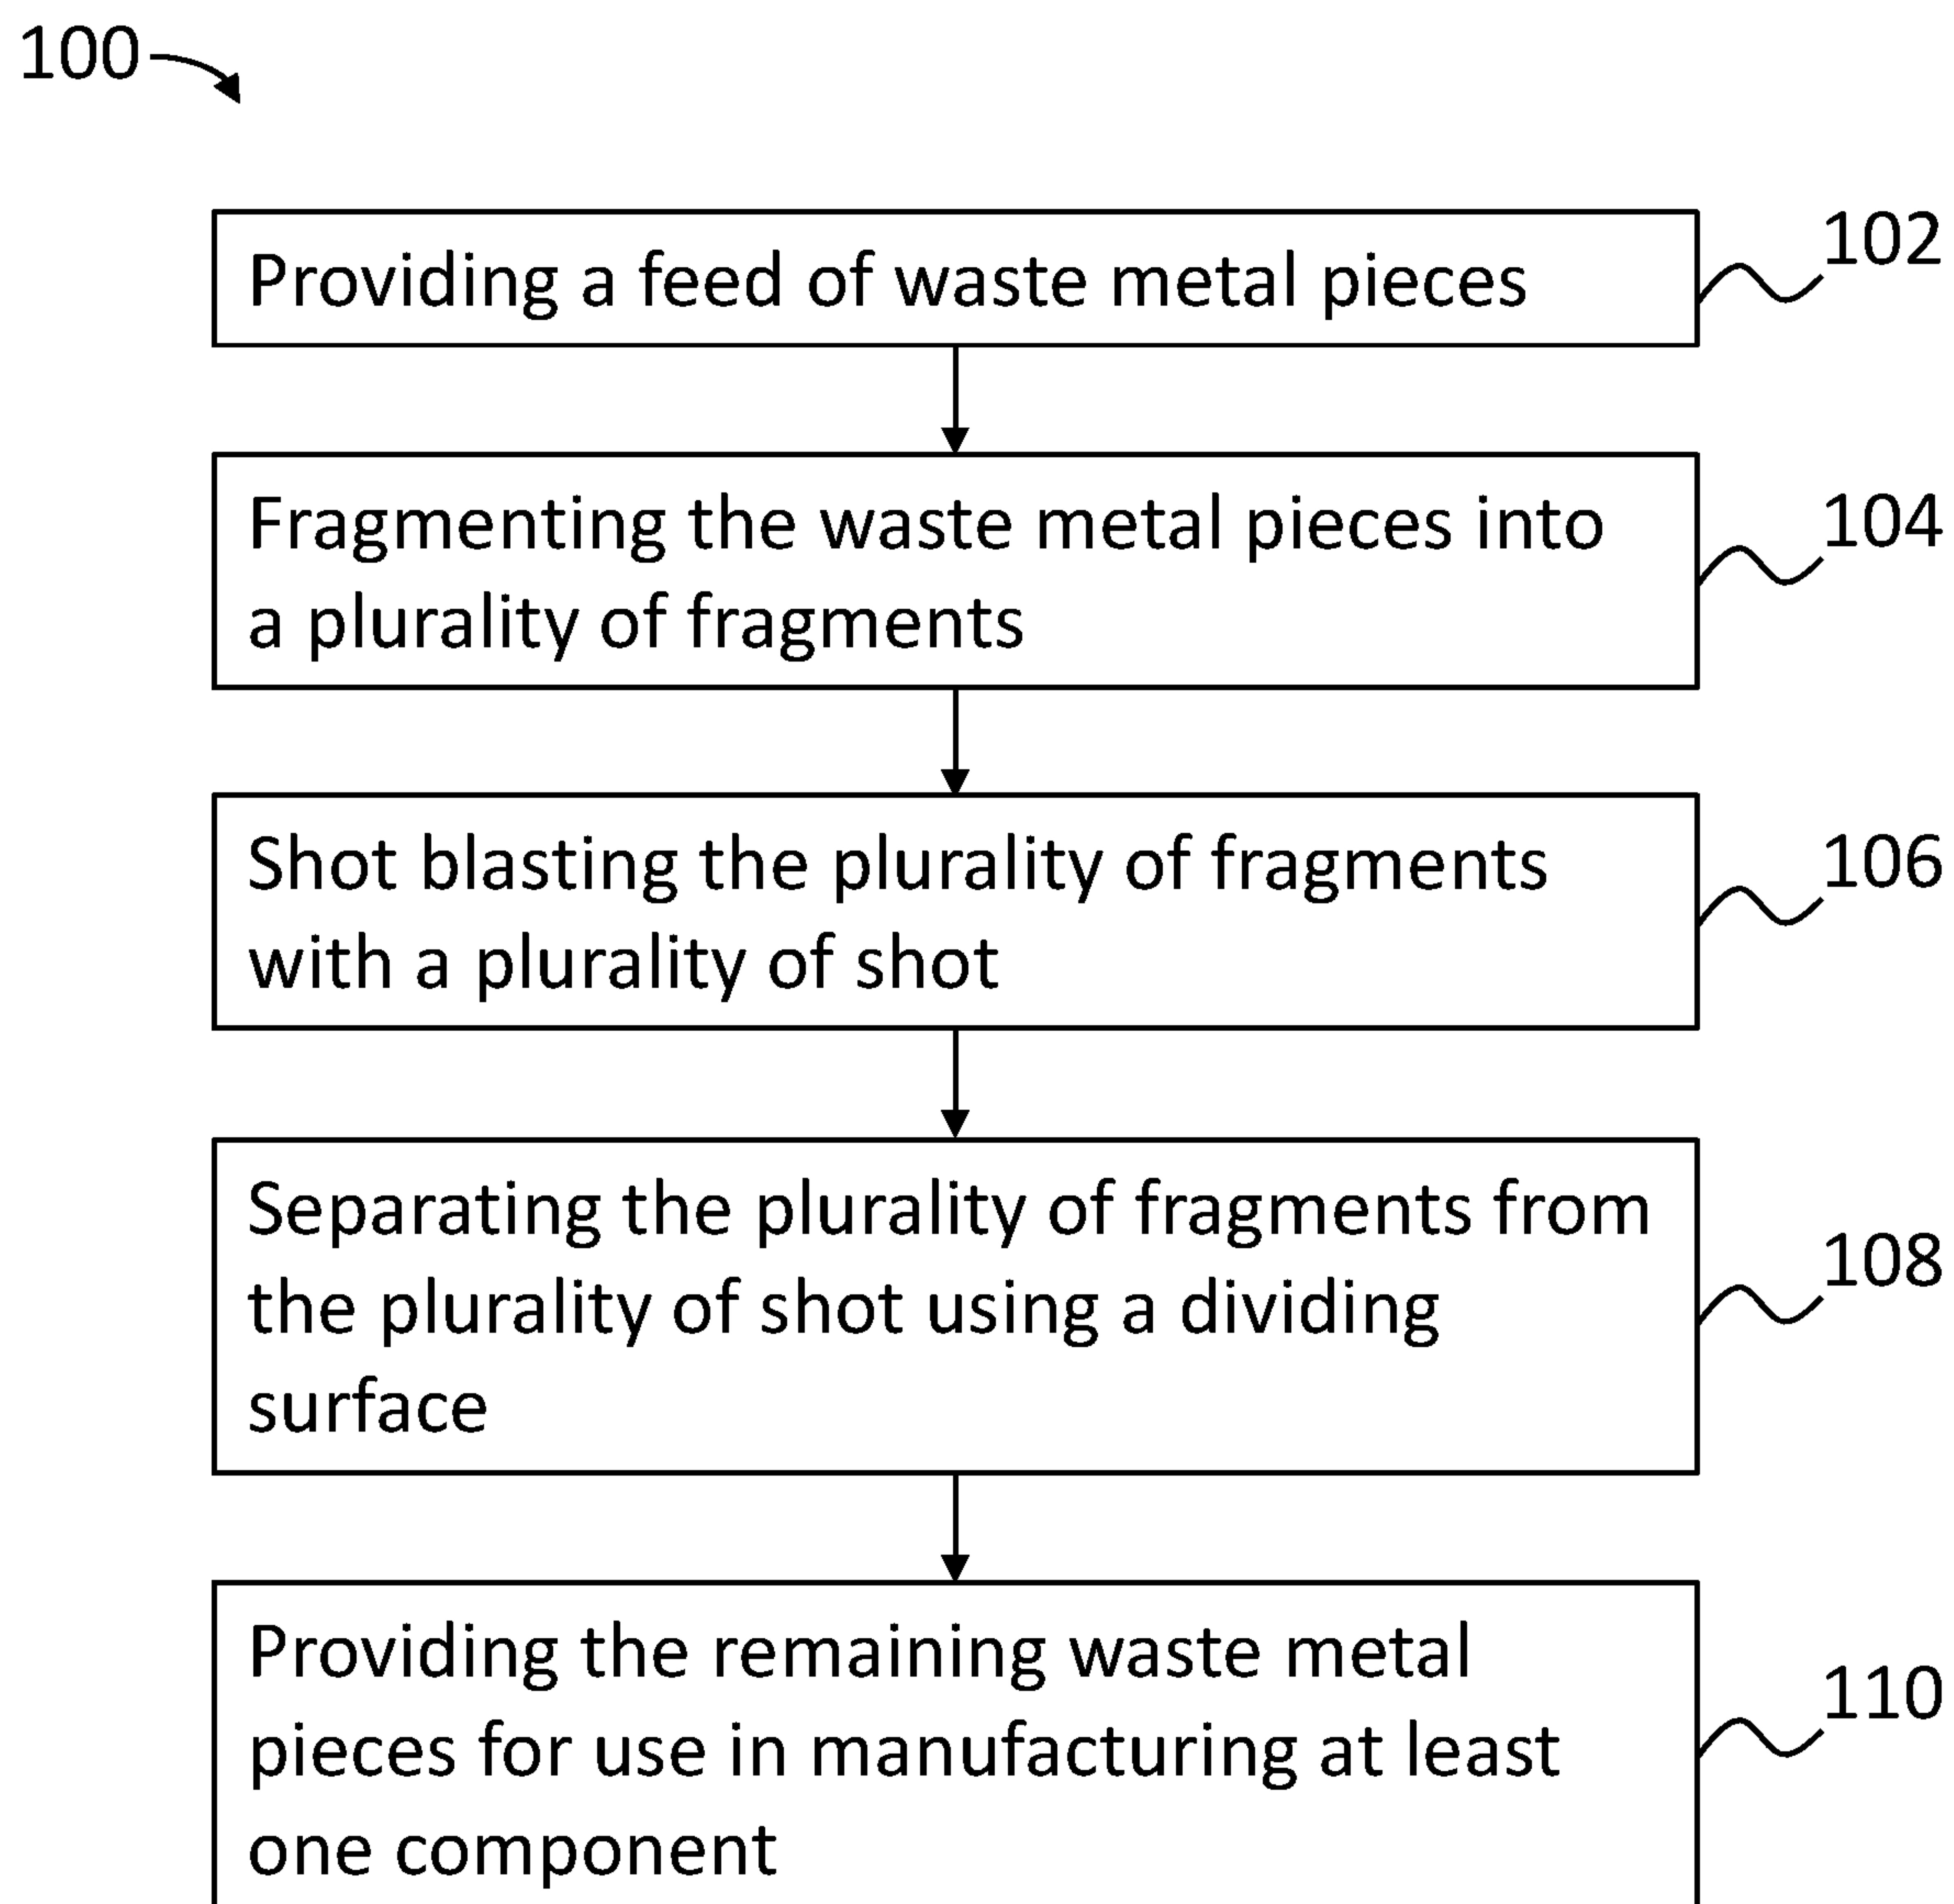 100
Providing a feed of waste metal pieces
102
Fragmenting the waste metal pieces into
a plurality of fragments
104
Shot blasting the plurality of fragments
with a plurality of shot
106
Separating the plurality of fragments from
the plurality of shot using a dividing
surface
108
Providing the remaining waste metal
pieces for use in manufacturing at least
one component
110